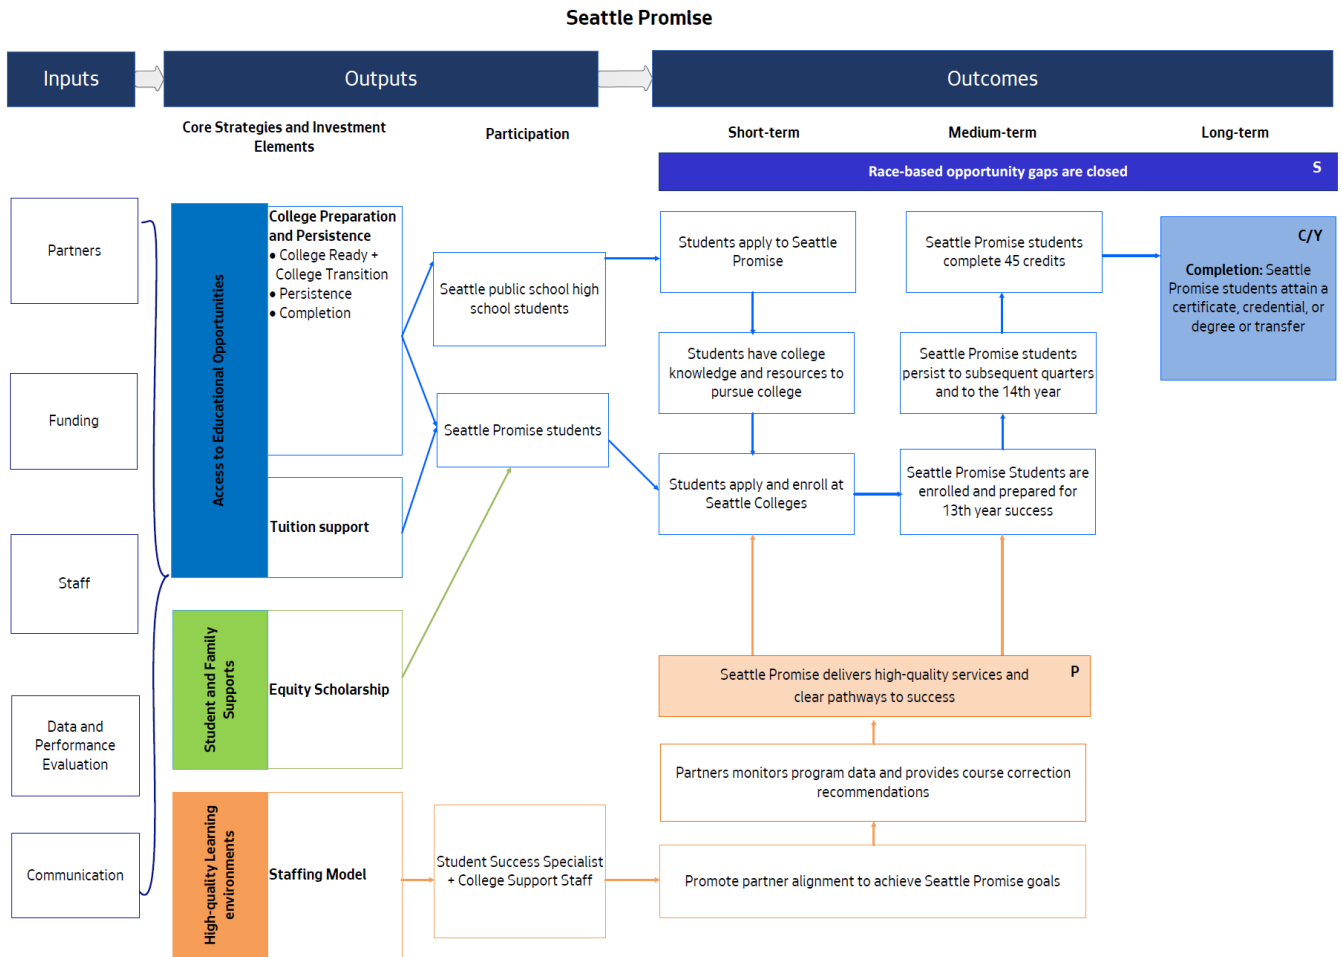 Seattle Promise
Inputs
Outputs
Outcomes
Core Strategies and Investment
Elements
Participation
Short-term
Medium-term
Long-term
Race-based opportunity gaps are closed
S
Partners
Funding
Staff
Data and
Performance
Evaluation
Communication
Access to Educational Opportunities
College Preparation
and Persistence
● College Ready +
College Transition
● Persistence
● Completion
Tuition support
Student and Family
Supports
Equity Scholarship
High-quality Learning
environments
Staffing Model
Seattle public school high
school students
Seattle Promise students
Student Success Specialist
+ College Support Staff
Students apply to Seattle
Promise
Students have college
knowledge and resources to
pursue college
Students apply and enroll at
Seattle Colleges
Seattle Promise students
complete 45 credits
Seattle Promise students
persist to subsequent quarters
and to the 14th year
Seattle Promise Students are
enrolled and prepared for
13th year success
C/Y
Completion: Seattle
Promise students attain a
certificate, credential, or
degree or transfer
Seattle Promise delivers high-quality services and
clear pathways to success
P
Partners monitors program data and provides course correction
recommendations
Promote partner alignment to achieve Seattle Promise goals